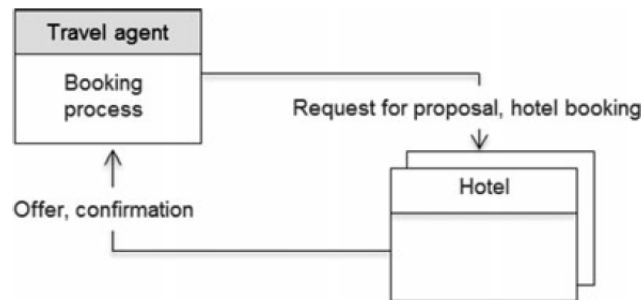 Travel agent
Booking
process
Request for proposal, hotel booking
Hotel
Offer, confirmation